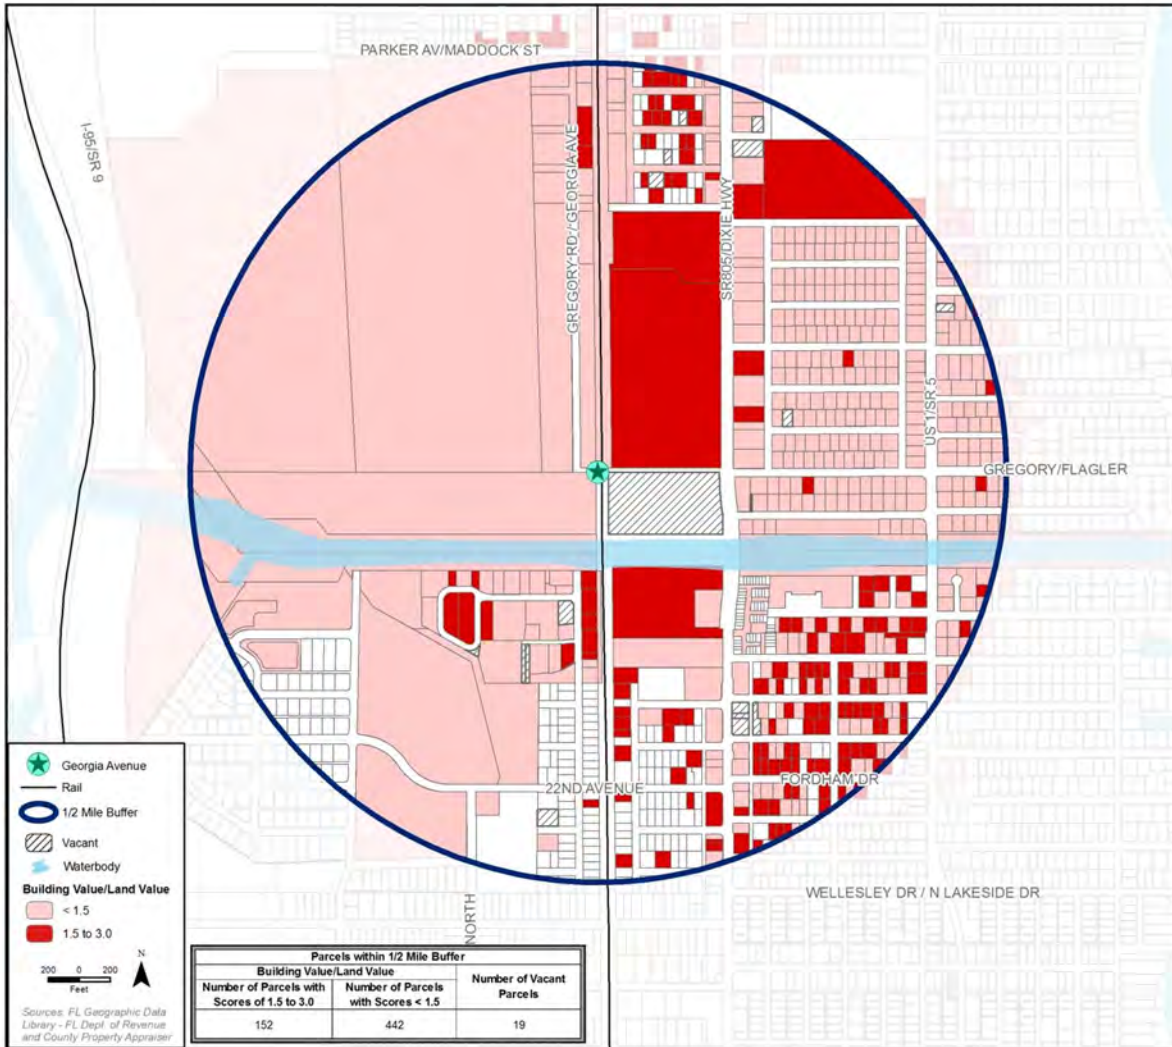 PARKER AV/MADDOCK ST
I-95/SR 9
GREGORY RD / GEORGIA AVE
SR805/DIXIE HWY
US 1/SR 5
GREGORY/FLAGLER
22ND AVENUE
FORDHAM DR
WELLESLEY DR / N LAKESIDE DR
NORTH
Georgia Avenue
Rail
1/2 Mile Buffer
Vacant
Waterbody
Building Value/Land Value
< 1.5
1.5 to 3.0
N
200 0 200
Feet
Sources: FL Geographic Data
Library - FL Dept. of Revenue
and County Property Appraiser
Parcels within 1/2 Mile Buffer
Building Value/Land Value
Number of Parcels with
Scores of 1.5 to 3.0
Number of Parcels
with Scores < 1.5
Number of Vacant
Parcels
152 442 19